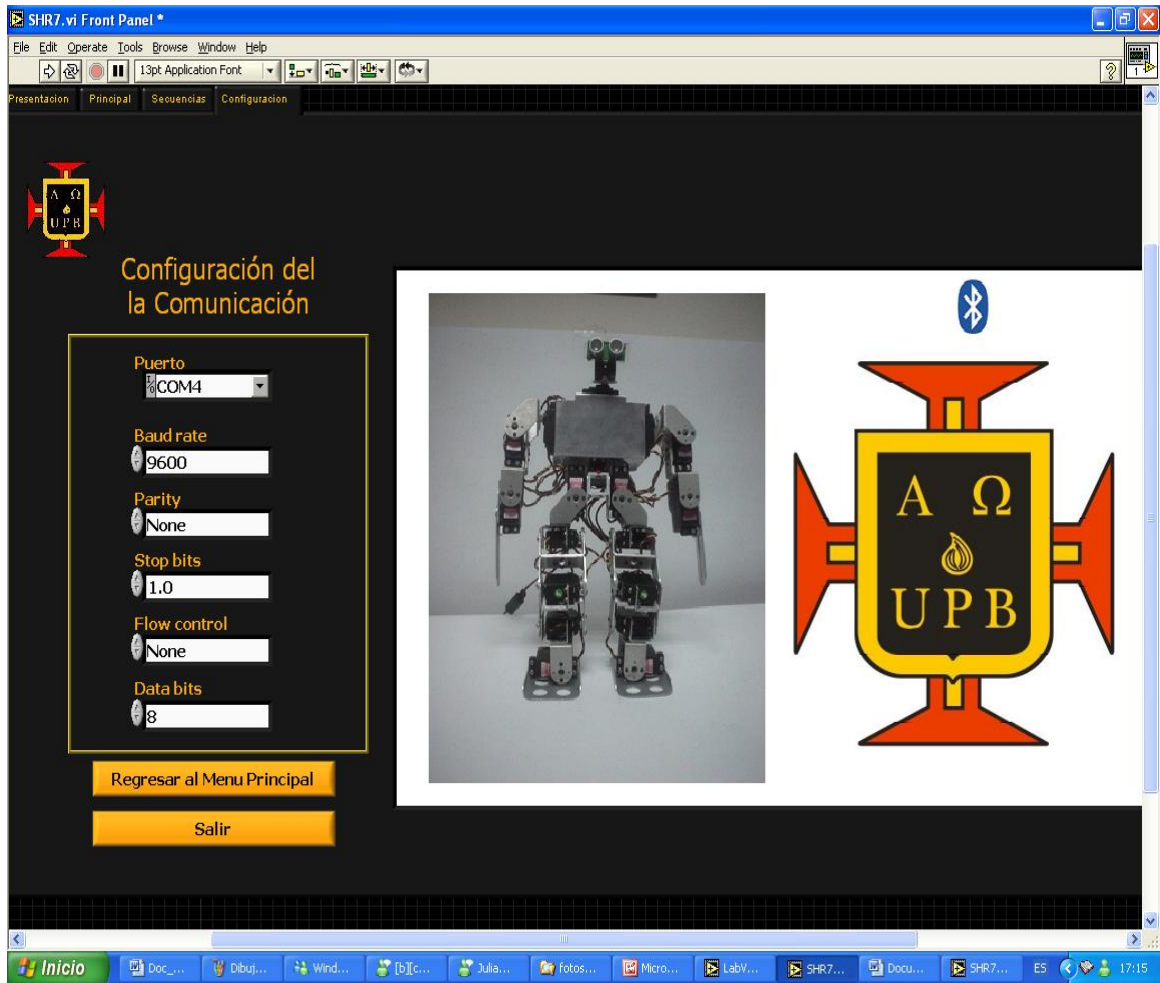 SHR7.vi Front Panel *
File Edit Operate Tools Browse Window Help
13pt Application Font
1
Presentacion Principal Secuencias Configuracion
Α Ω
UPB
Configuración del
la Comunicación
Puerto
COM4
Baud rate
9600
Parity
None
Stop bits
1.0
Flow control
None
Data bits
8
Regresar al Menu Principal
Salir
Α Ω
UPB
Inicio Doc_... Dibuj... Wind... [b][c... Julia... fotos... Micro... LabV... SHR7... Docu... SHR7... ES 17:15